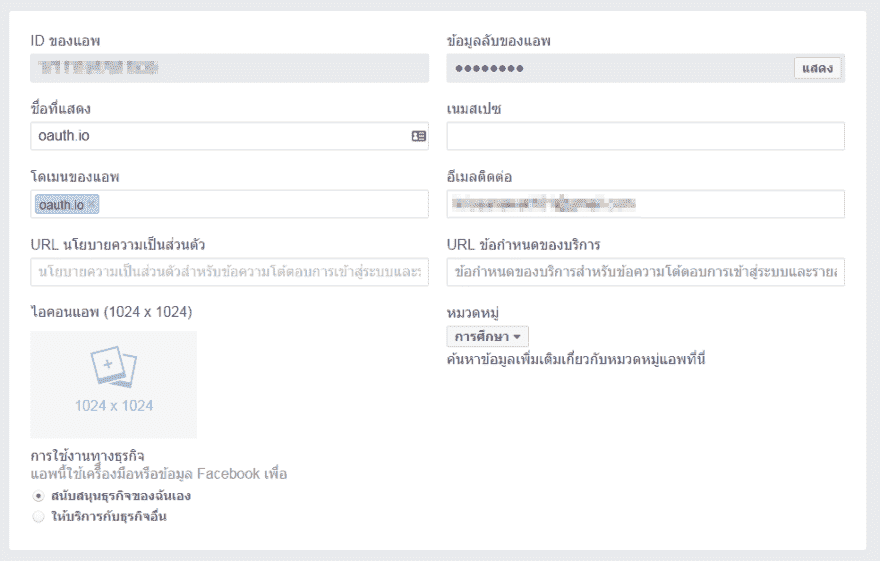 ID ของแอพ
ข้อมูลลับของแอพ
●●●●●●●●
แสดง
ชื่อที่แสดง
เนมสเปซ
oauth.io
โดเมนของแอพ
อีเมลติดต่อ
oauth.io ×
URL นโยบายความเป็นส่วนตัว
URL ข้อกำหนดของบริการ
นโยบายความเป็นส่วนตัวสำหรับข้อความโต้ตอบการเข้าสู่ระบบและ
ข้อกำหนดของบริการสำหรับข้อความโต้ตอบการเข้าสู่ระบบและราย
ไอคอนแอพ (1024 x 1024)
หมวดหมู่
การศึกษา
ค้นหาข้อมูลเพิ่มเติมเกี่ยวกับหมวดหมู่แอพที่นี่
1024 x 1024
การใช้งานทางธุรกิจ
แอพนี้ใช้เครื่องมือหรือข้อมูล Facebook เพื่อ
สนับสนุนธุรกิจของฉันเอง
ให้บริการกับธุรกิจอื่น